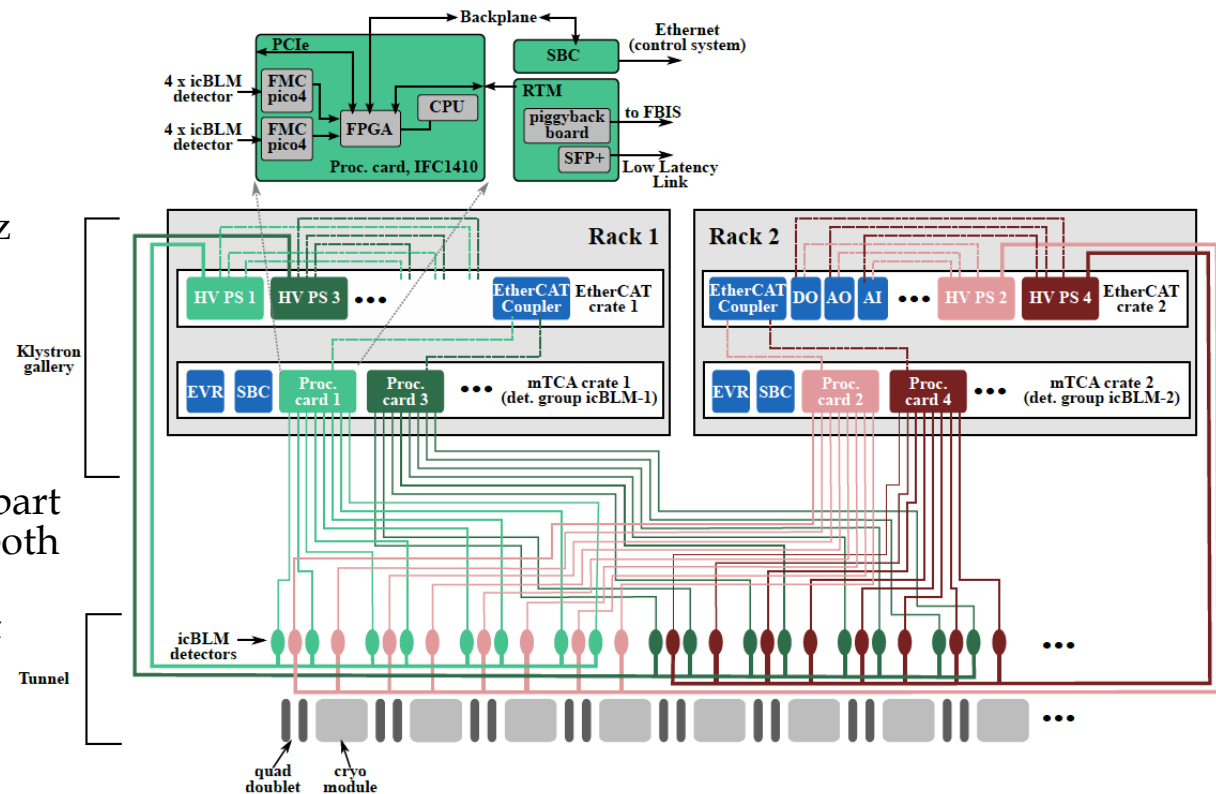 Backplane
Ethernet
(control system)
PCIe
SBC
4 x icBLM
detector
FMC
pico4
CPU
RTM
FPGA
piggyback
board
to FBIS
4 x icBLM
detector
FMC
pico4
SFP+
Proc. card, IFC1410
Low Latency
Link
z
Rack 1
Rack 2
HV PS 1
HV PS 3
•••
EtherCAT
Coupler
EtherCAT
crate 1
EtherCAT
Coupler
DO
AO
AI
•••
HV PS 2
HV PS 4
EtherCAT
crate 2
Klystron
gallery
EVR
SBC
Proc.
card 1
Proc.
card 3
•••
mTCA crate 1
(det. group icBLM-1)
EVR
SBC
Proc.
card 2
Proc.
card 4
•••
mTCA crate 2
(det. group icBLM-2)
part
both
icBLM
detectors
•••
Tunnel
•••
quad
doublet
cryo
module